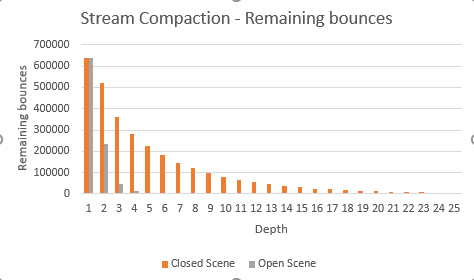 Stream Compaction - Remaining bounces
700000
600000
500000
400000
300000
200000
100000
0
Remaining bounces
1 2 3 4 5 6 7 8 9 10 11 12 13 14 15 16 17 18 19 20 21 22 23 24 25
Depth
Closed Scene Open Scene